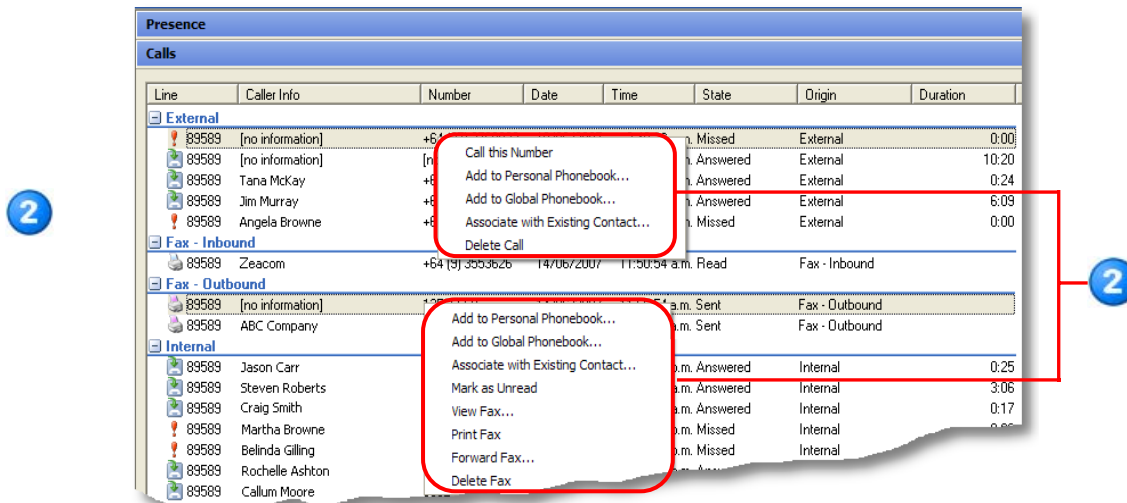 Presence
Calls
Line Caller Info Number Date Time State Origin Duration
External
89589 [no information] +64 Missed External 0:00
89589 [no information] Answered External 10:20
89589 Tana McKay Answered External 0:24
89589 Jim Murray Answered External 6:09
89589 Angela Browne Missed External 0:00
Call this Number
Add to Personal Phonebook...
Add to Global Phonebook...
Associate with Existing Contact...
Delete Call
2
2
Fax - Inbound
89589 Zeacom +64 (9) 3553626 14/06/2007 11:50:54 a.m. Read Fax - Inbound
Fax - Outbound
89589 [no information] a.m. Sent Fax - Outbound
89589 ABC Company a.m. Sent Fax - Outbound
Add to Personal Phonebook...
Add to Global Phonebook...
Associate with Existing Contact...
Mark as Unread
View Fax...
Print Fax
Forward Fax...
Delete Fax
Internal
89589 Jason Carr p.m. Answered Internal 0:25
89589 Steven Roberts a.m. Answered Internal 3:06
89589 Craig Smith a.m. Answered Internal 0:17
89589 Martha Browne p.m. Missed Internal
89589 Belinda Gilling p.m. Missed Internal
89589 Rochelle Ashton
89589 Callum Moore